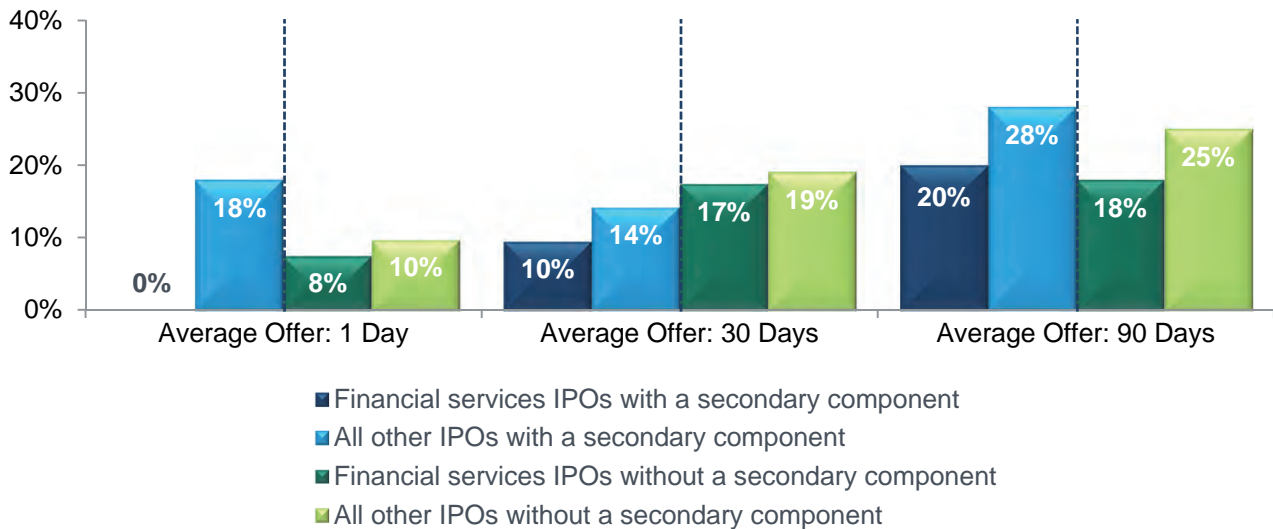 40%
30%
20%
10%
0%
0%
18%
8%
10%
10%
14%
17%
19%
20%
28%
18%
25%
Average Offer: 1 Day
Average Offer: 30 Days
Average Offer: 90 Days
Financial services IPOs with a secondary component
All other IPOs with a secondary component
Financial services IPOs without a secondary component
All other IPOs without a secondary component